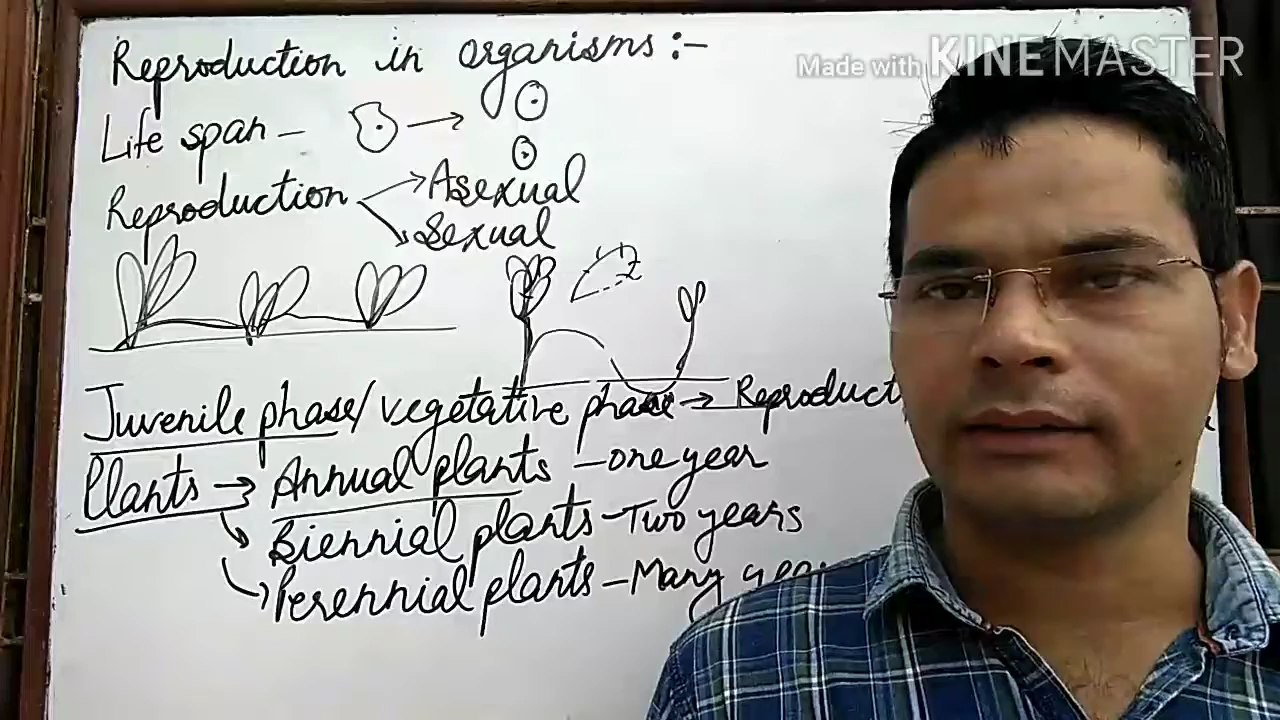 Made with KINEMASTER
Reproduction in organisms :-
Life span -
Reproduction → Asexual
→ Sexual
Juvenile phase/vegetative phase → Reproduct
Plants → Annual plants - one year
→ Biennial plants - Two years
→ Perennial plants - Many year